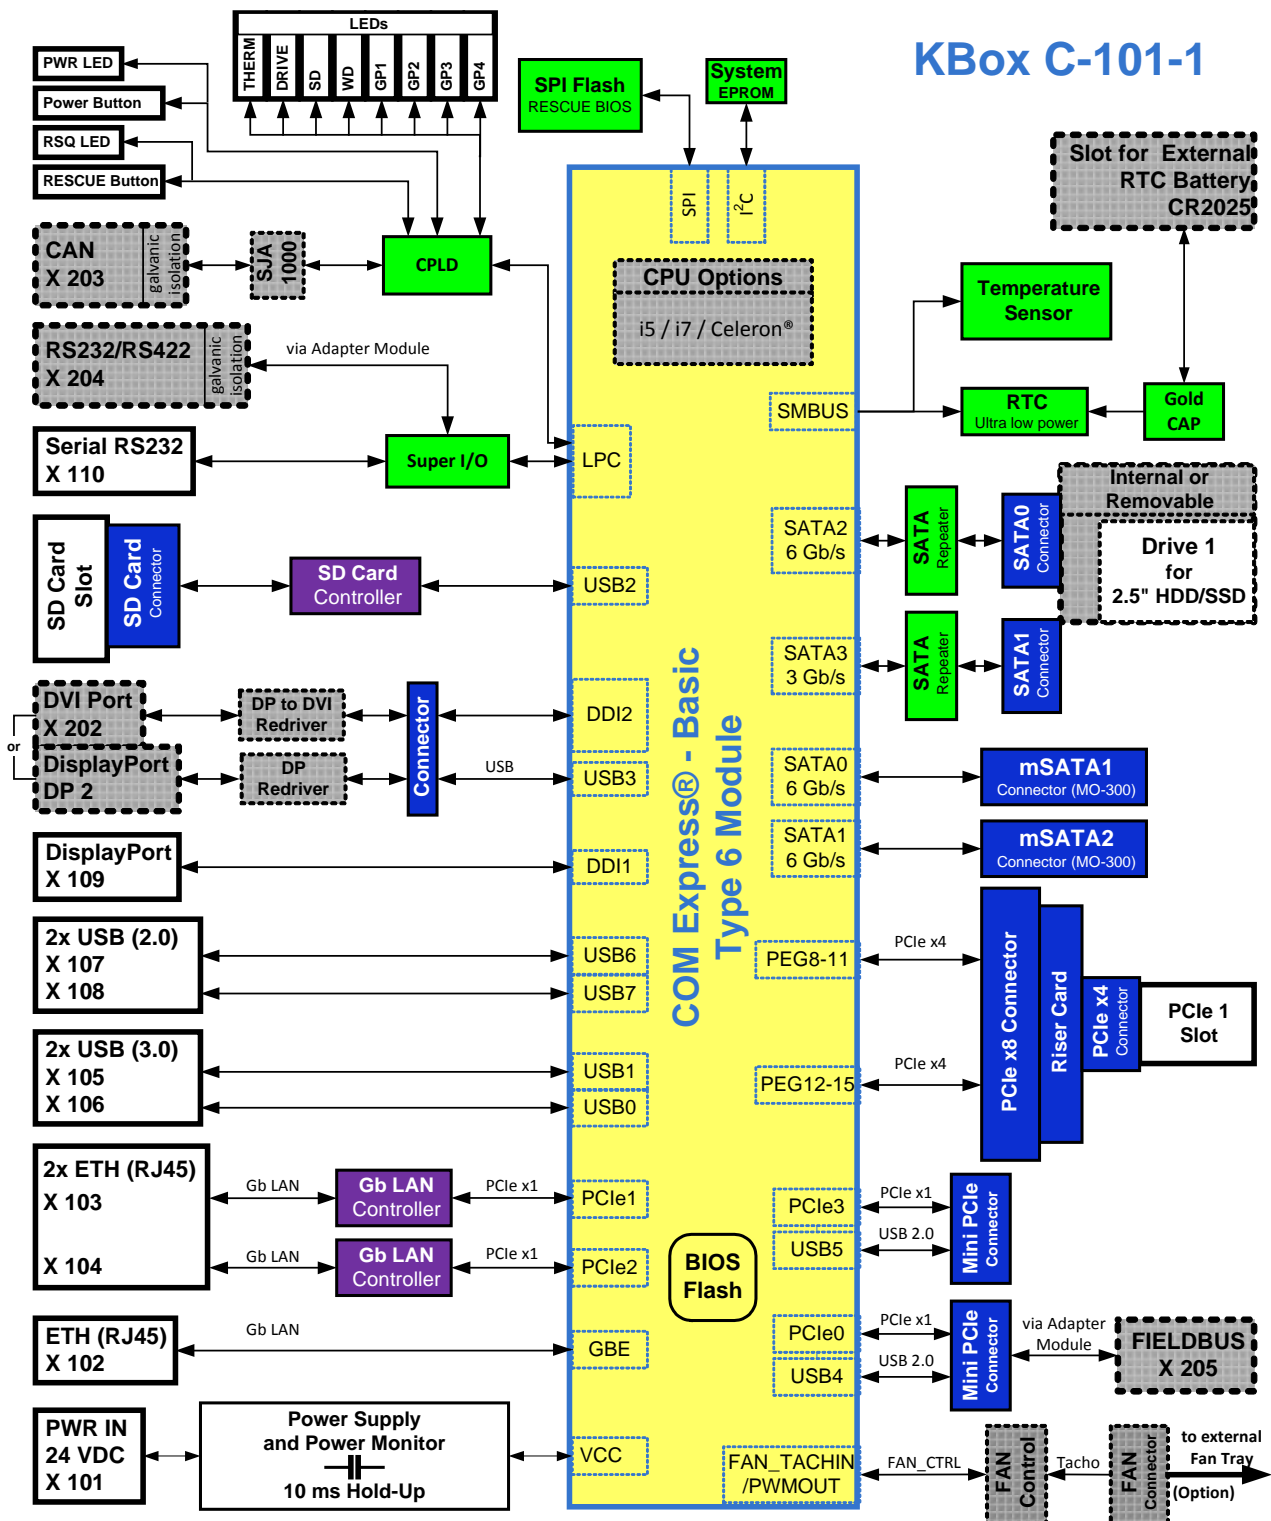 KBox C-101-1
LEDs
THERM
DRIVE
SD
WD
GP1
GP2
GP3
GP4
PWR LED
Power Button
RSQ LED
RESCUE Button
SPI Flash
RESCUE BIOS
System
EPROM
Slot for External
RTC Battery
CR2025
CAN
X 203
galvanic
isolation
SJA
1000
CPLD
SPI
I²C
CPU Options
i5 / i7 / Celeron®
Temperature
Sensor
RS232/RS422
X 204
galvanic
isolation
via Adapter Module
SMBUS
RTC
Ultra low power
Gold
CAP
Serial RS232
X 110
Super I/O
LPC
SD Card
Slot
SD Card
Connector
SD Card
Controller
USB2
SATA2
6 Gb/s
SATA
Repeater
SATA0
Connector
Internal or
Removable
Drive 1
for
2.5" HDD/SSD
SATA3
3 Gb/s
SATA
Repeater
SATA1
Connector
or
DVI Port
X 202
DP to DVI
Redriver
Connector
DDI2
DisplayPort
DP 2
DP
Redriver
USB
USB3
SATA0
6 Gb/s
mSATA1
Connector (MO-300)
SATA1
6 Gb/s
mSATA2
Connector (MO-300)
COM Express® - Basic
Type 6 Module
DisplayPort
X 109
DDI1
2x USB (2.0)
X 107
X 108
USB6
USB7
PEG8-11
PCIe x4
PCIe x8 Connector
Riser Card
PCIe x4
Connector
PCIe 1
Slot
2x USB (3.0)
X 105
X 106
USB1
USB0
PEG12-15
PCIe x4
2x ETH (RJ45)
X 103
X 104
Gb LAN
Gb LAN
Controller
PCIe x1
PCIe1
Gb LAN
Gb LAN
Controller
PCIe x1
PCIe2
PCIe3
PCIe x1
USB5
USB 2.0
Mini PCIe
Connector
BIOS
Flash
ETH (RJ45)
X 102
Gb LAN
GBE
PCIe0
PCIe x1
USB4
USB 2.0
Mini PCIe
Connector
via Adapter
Module
FIELDBUS
X 205
PWR IN
24 VDC
X 101
Power Supply
and Power Monitor
10 ms Hold-Up
VCC
FAN_TACHIN
/PWMOUT
FAN_CTRL
FAN
Control
Tacho
FAN
Connector
to external
Fan Tray
(Option)